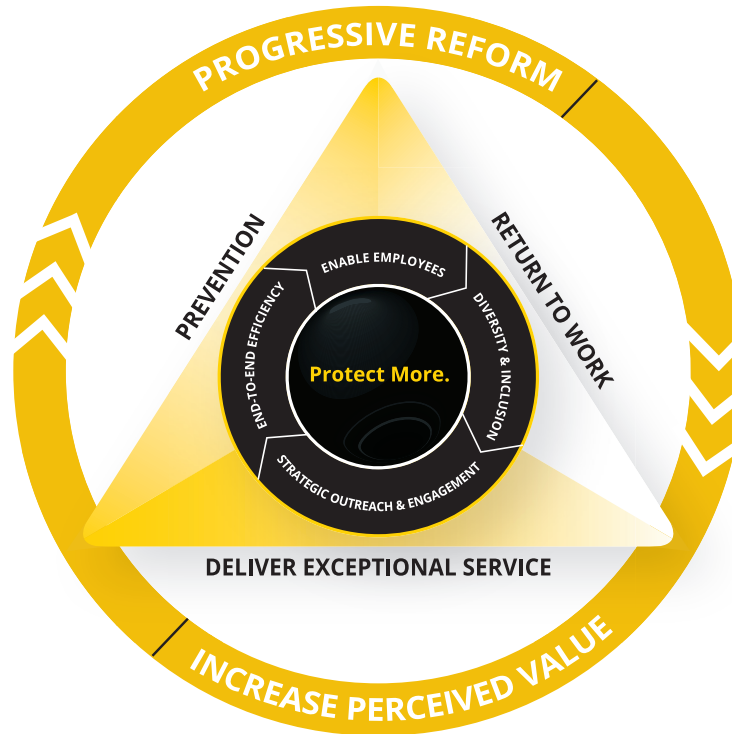 PROGRESSIVE REFORM
PREVENTION
RETURN TO WORK
ENABLE EMPLOYEES
DIVERSITY & INCLUSION
END-TO-END EFFICIENCY
Protect More.
STRATEGIC OUTREACH & ENGAGEMENT
DELIVER EXCEPTIONAL SERVICE
INCREASE PERCEIVED VALUE